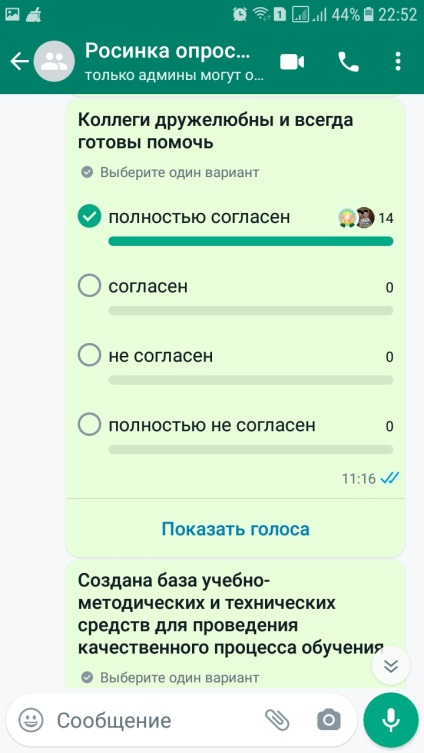 44% 22:52
Росинка опрос...
только админы могут о...
Коллеги дружелюбны и всегда
готовы помочь
Выберите один вариант
полностью согласен 14
согласен 0
не согласен 0
полностью не согласен 0
11:16
Показать голоса
Создана база учебно-
методических и технических
средств для проведения
качественного процесса обучения
Выберите один вариант
Сообщение